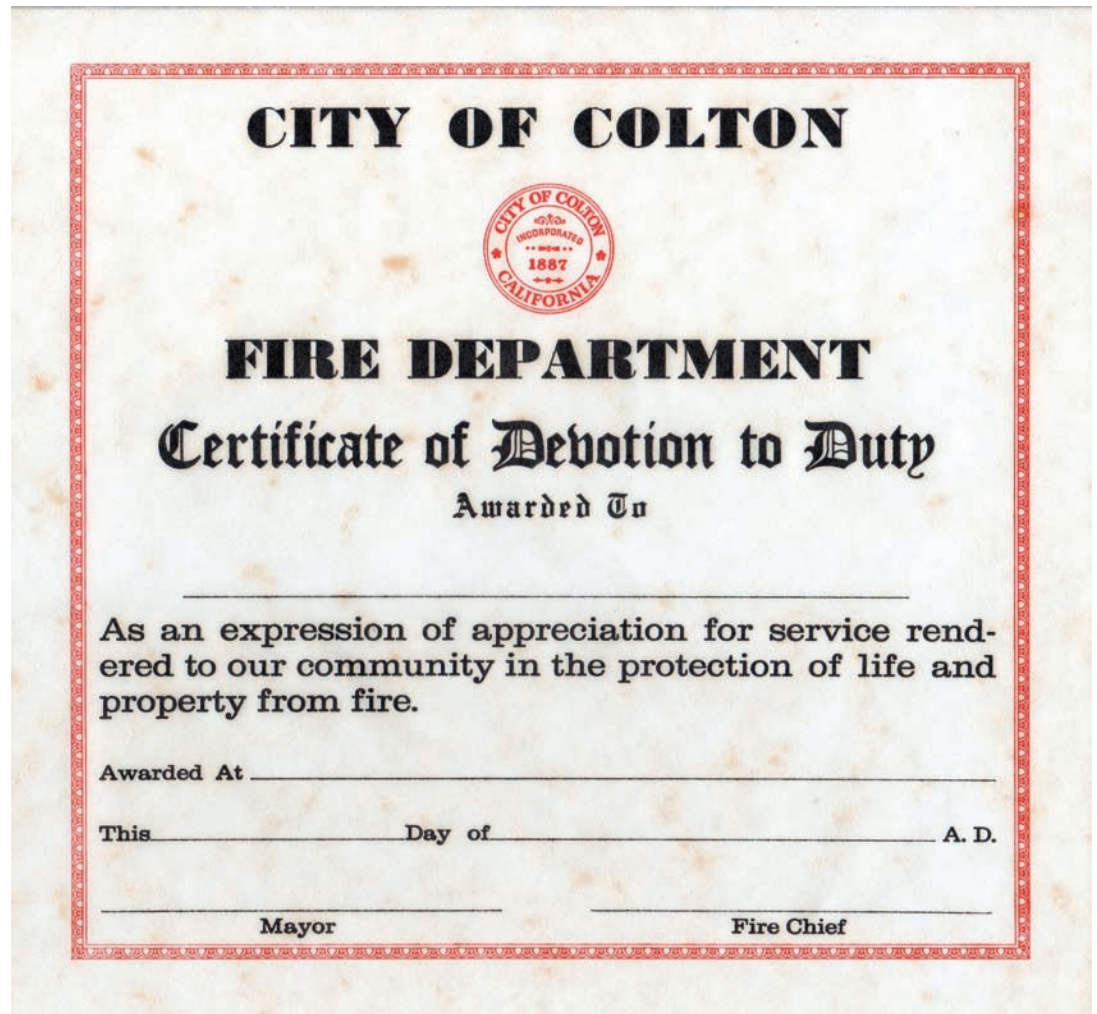 CITY OF COLTON
CITY OF COLTON
INCORPORATED
1887
CALIFORNIA
FIRE DEPARTMENT
Certificate of Devotion to Duty
Awarded To
As an expression of appreciation for service rend-
ered to our community in the protection of life and
property from fire.
Awarded At
This Day of A. D.
Mayor Fire Chief